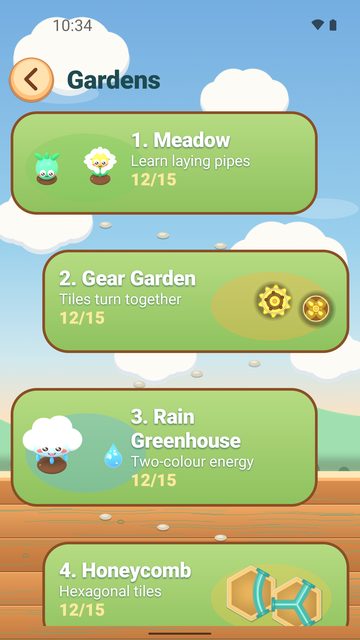 10:34
Gardens
1. Meadow
Learn laying pipes
12/15
2. Gear Garden
Tiles turn together
12/15
3. Rain
Greenhouse
Two-colour energy
12/15
4. Honeycomb
Hexagonal tiles
12/15